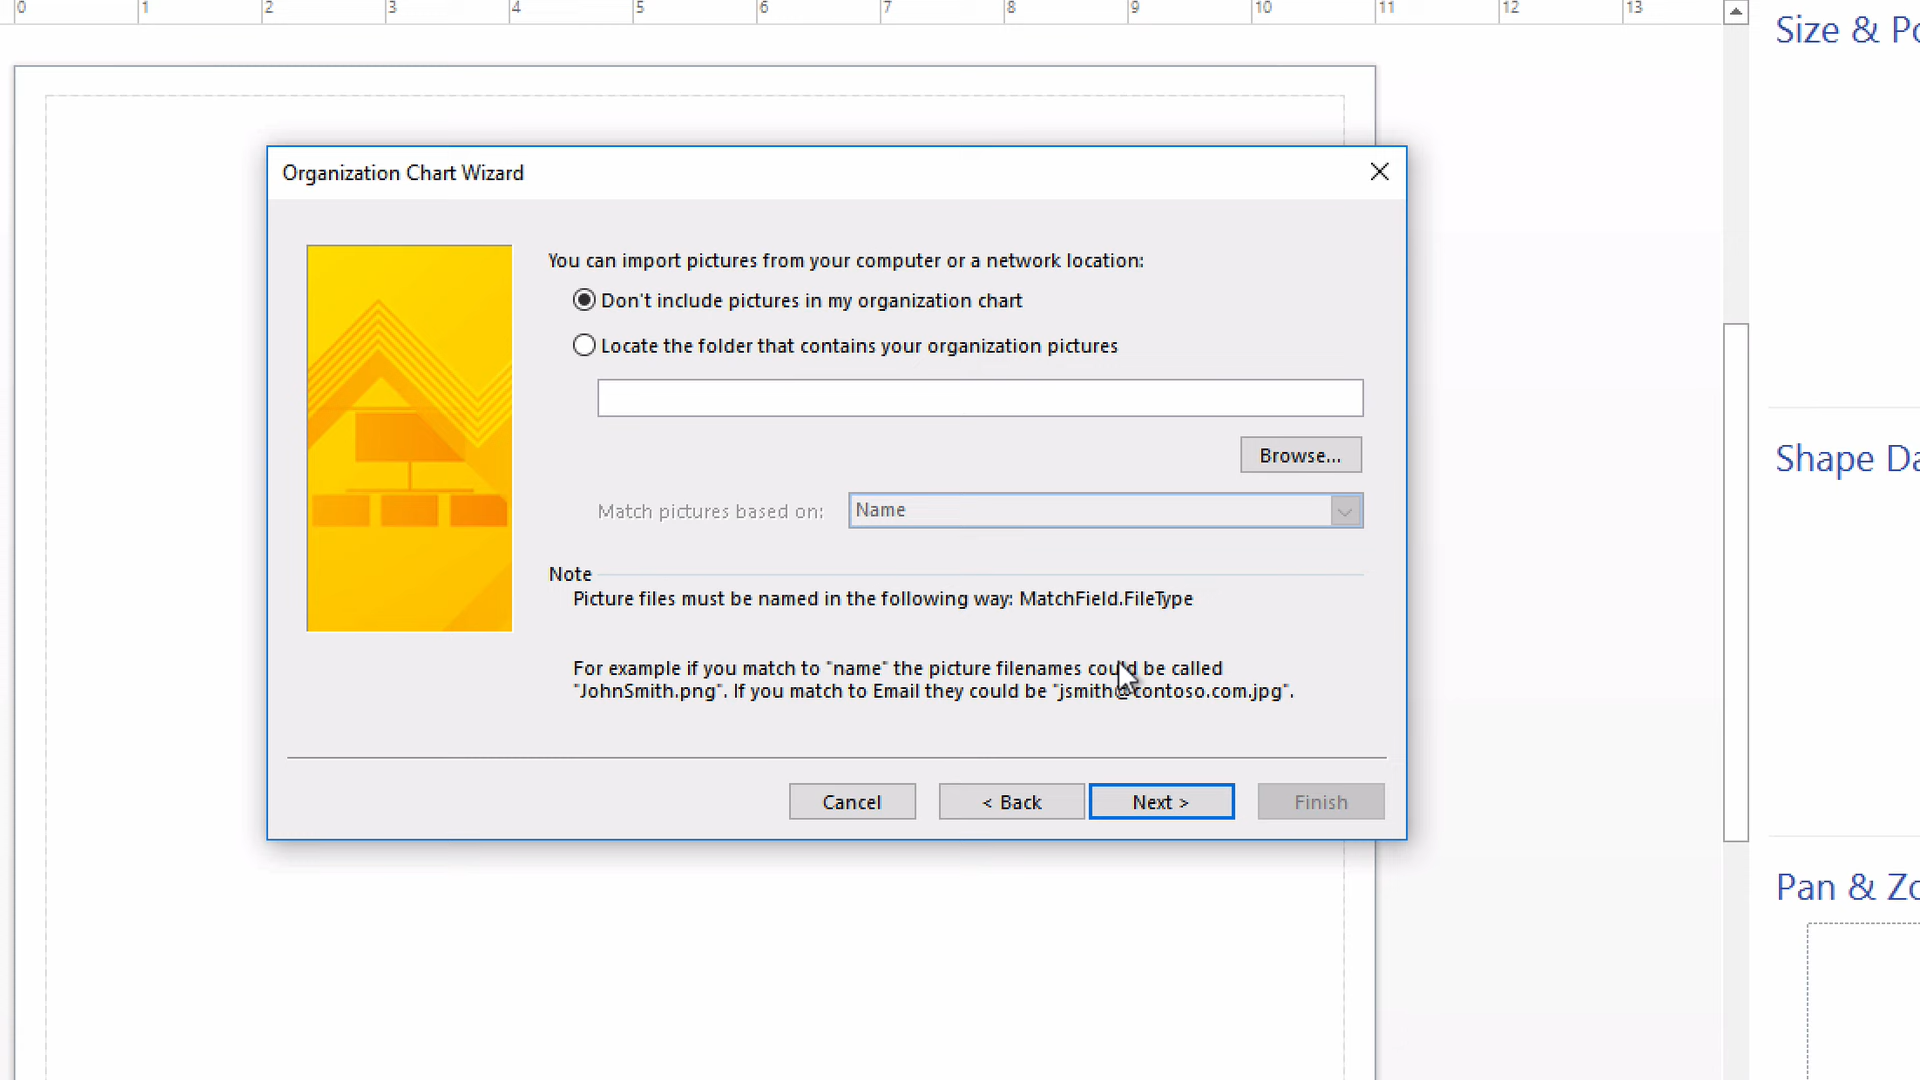 0 1 2 3 4 5 6 7 8 9 10 11 12 13
Size & Po
Organization Chart Wizard
You can import pictures from your computer or a network location:
Don't include pictures in my organization chart
Locate the folder that contains your organization pictures
Browse...
Match pictures based on: Name
Note
Picture files must be named in the following way: MatchField.FileType
For example if you match to "name" the picture filenames could be called
"JohnSmith.png". If you match to Email they could be "jsmith@contoso.com.jpg".
Cancel < Back Next > Finish
Shape Da
Pan & Zo